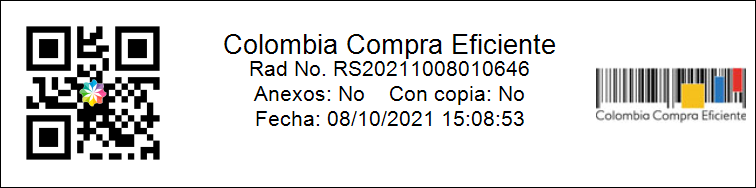 Colombia Compra Eficiente
Rad No. RS20211008010646
Anexos: No    Con copia: No
Fecha: 08/10/2021 15:08:53
Colombia Compra Eficiente